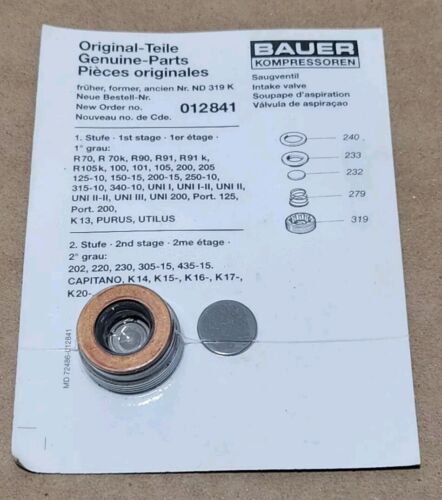 Original-Teile
Genuine-Parts
Pièces originales
früher, former, ancien Nr. ND 319 K
Neue Bestell-Nr.
New Order no. 012841
Nouveau no. de Cde.
BAUER
KOMPRESSOREN
Saugventil
Intake valve
Soupape d'aspiration
Válvula de aspiraçao
1. Stufe · 1st stage · 1er étage ·
1° grau:
R70, R 70k, R90, R91, R91 k,
R105k, 100, 101, 105, 200, 205
125-10, 150-15, 200-15, 250-10,
315-10, 340-10, UNI I, UNI I-II, UNI II,
UNI II-II, UNI III, UNI 200, Port. 125,
Port. 200,
K13, PURUS, UTILUS
2. Stufe · 2nd stage · 2me étage ·
2° grau:
202, 220, 230, 305-15, 435-15.
CAPITANO, K14, K15-, K16-, K17-,
K20-
240
233
232
279
319
MD 72486-012841